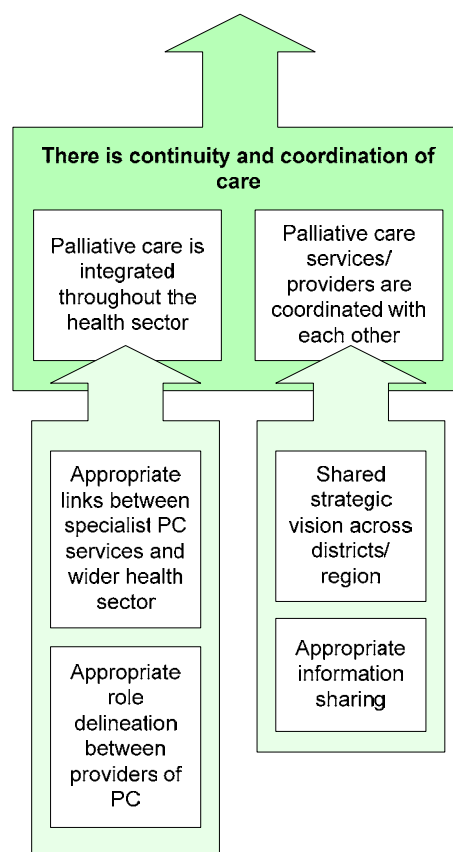 There is continuity and coordination of
care
Palliative care is
integrated
throughout the
health sector
Palliative care
services/
providers are
coordinated with
each other
Appropriate
links between
specialist PC
services and
wider health
sector
Appropriate
role
delineation
between
providers of
PC
Shared
strategic
vision across
districts/
region
Appropriate
information
sharing